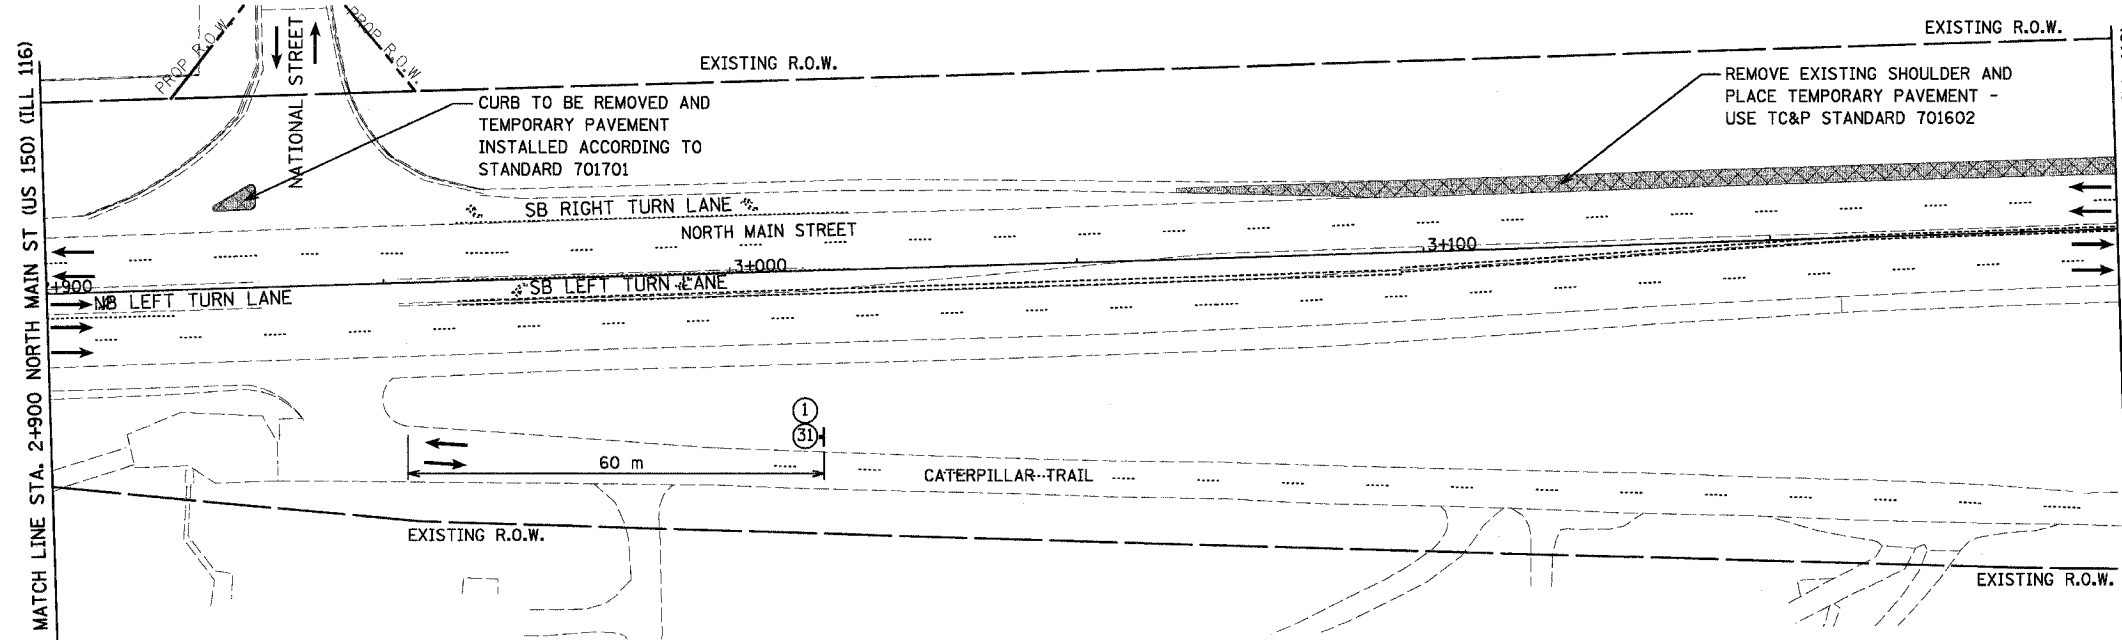 MATCH LINE STA. 2+900 NORTH MAIN ST (US 150) (ILL 116)
PROP R.O.W.
NATIONAL STREET
PROP R.O.W.
EXISTING R.O.W.
EXISTING R.O.W.
CURB TO BE REMOVED AND
TEMPORARY PAVEMENT
INSTALLED ACCORDING TO
STANDARD 701701
REMOVE EXISTING SHOULDER AND
PLACE TEMPORARY PAVEMENT -
USE TC&P STANDARD 701602
SB RIGHT TURN LANE
NORTH MAIN STREET
3+000
3+100
+900
NB LEFT TURN LANE
SB LEFT TURN LANE
1
31
60 m
CATERPILLAR TRAIL
EXISTING R.O.W.
EXISTING R.O.W.